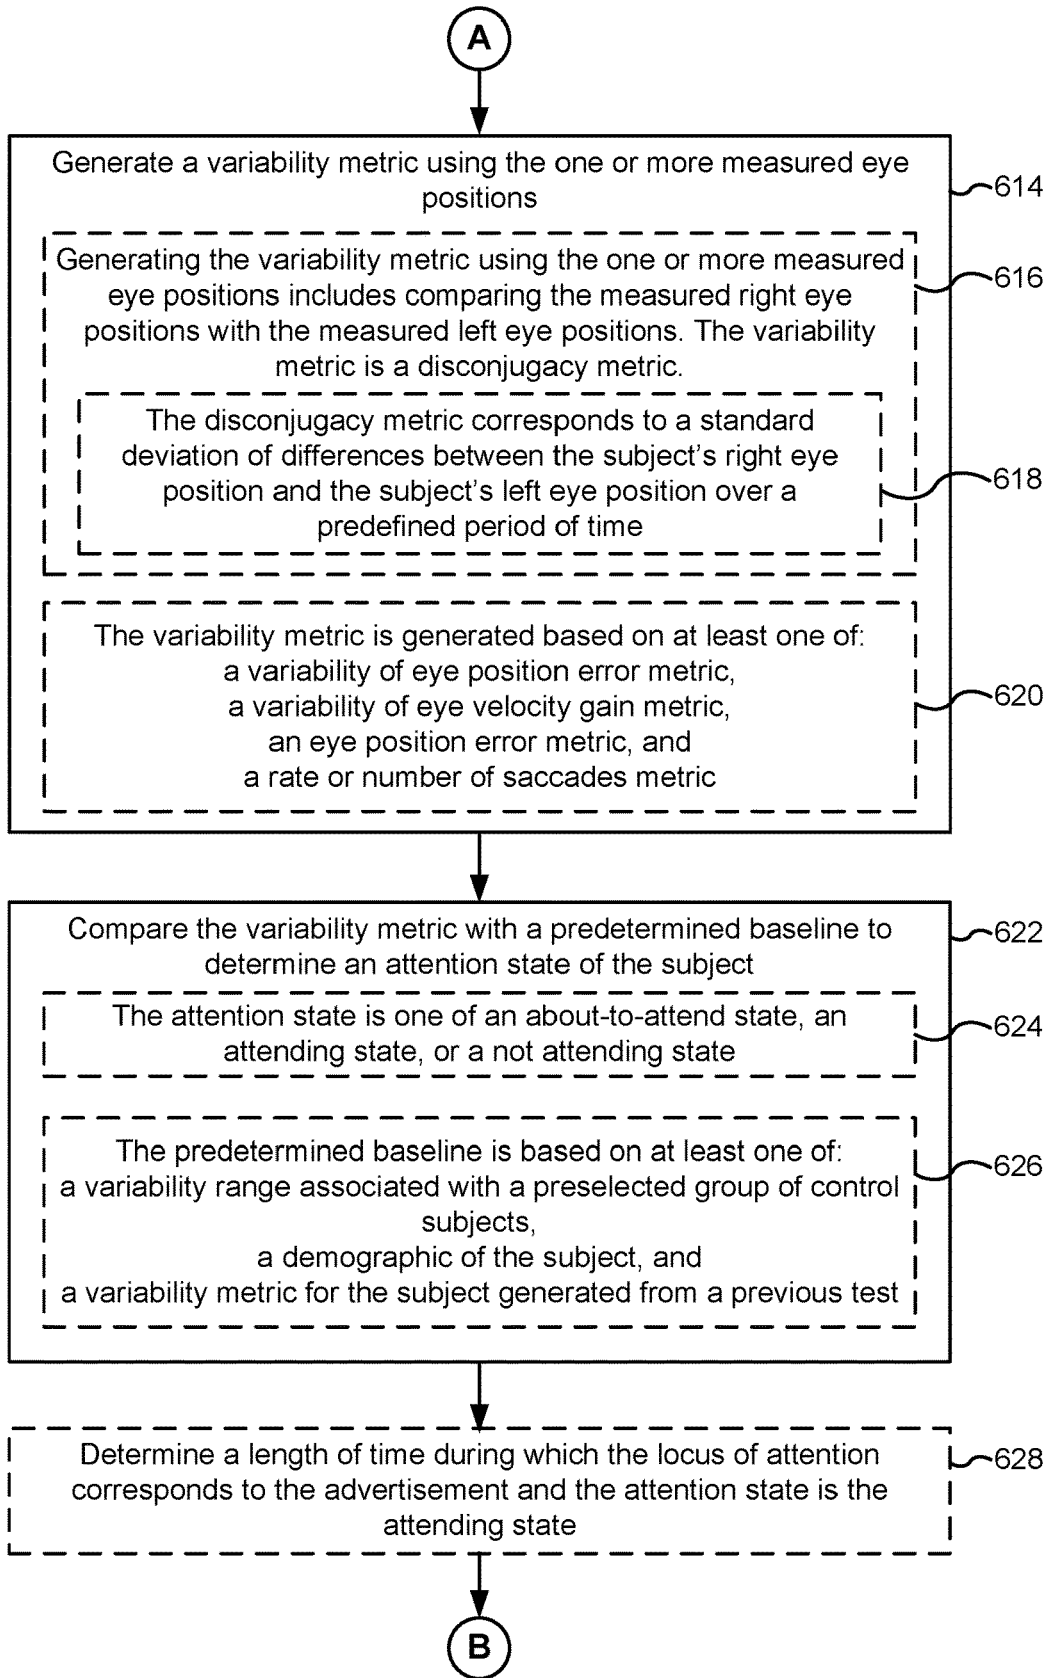 A
Generate a variability metric using the one or more measured eye
positions
614
Generating the variability metric using the one or more measured
eye positions includes comparing the measured right eye
positions with the measured left eye positions. The variability
metric is a disconjugacy metric.
616
The disconjugacy metric corresponds to a standard
deviation of differences between the subject's right eye
position and the subject's left eye position over a
predefined period of time
618
The variability metric is generated based on at least one of:
a variability of eye position error metric,
a variability of eye velocity gain metric,
an eye position error metric, and
a rate or number of saccades metric
620
Compare the variability metric with a predetermined baseline to
determine an attention state of the subject
622
The attention state is one of an about-to-attend state, an
attending state, or a not attending state
624
The predetermined baseline is based on at least one of:
a variability range associated with a preselected group of control
subjects,
a demographic of the subject, and
a variability metric for the subject generated from a previous test
626
Determine a length of time during which the locus of attention
corresponds to the advertisement and the attention state is the
attending state
628
B